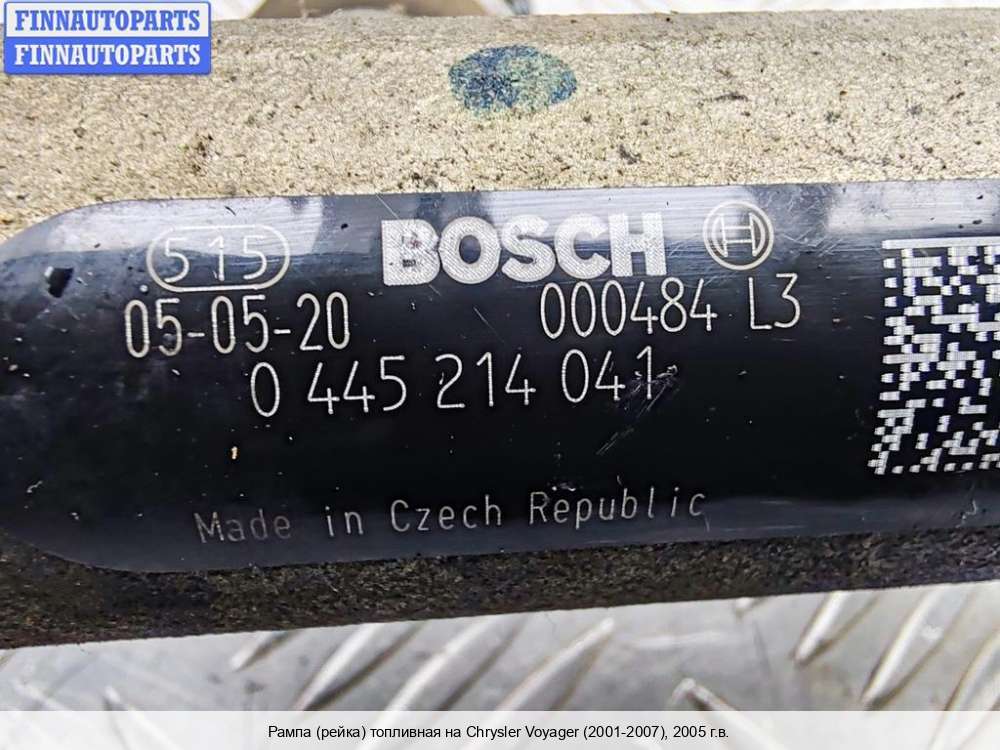 FINNAUTOPARTS
FINNAUTOPARTS
515
BOSCH
05-05-20
000484 L3
0 445 214 041
Made in Czech Republic
Рампа (рейка) топливная на Chrysler Voyager (2001-2007), 2005 г.в.